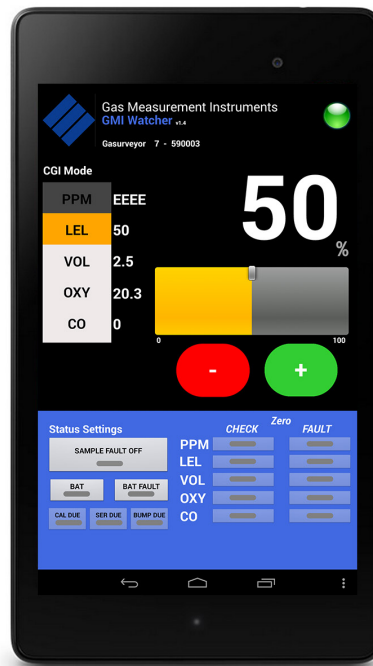 Gas Measurement Instruments
GMI Watcher v1.4
Gasurveyor 7 - 590003
CGI Mode
PPM EEEE
LEL 50
VOL 2.5
OXY 20.3
CO 0
50
%
0 100
- +
Status Settings
Zero
CHECK FAULT
SAMPLE FAULT OFF
BAT BAT FAULT
CAL DUE SER DUE BUMP DUE
PPM
LEL
VOL
OXY
CO